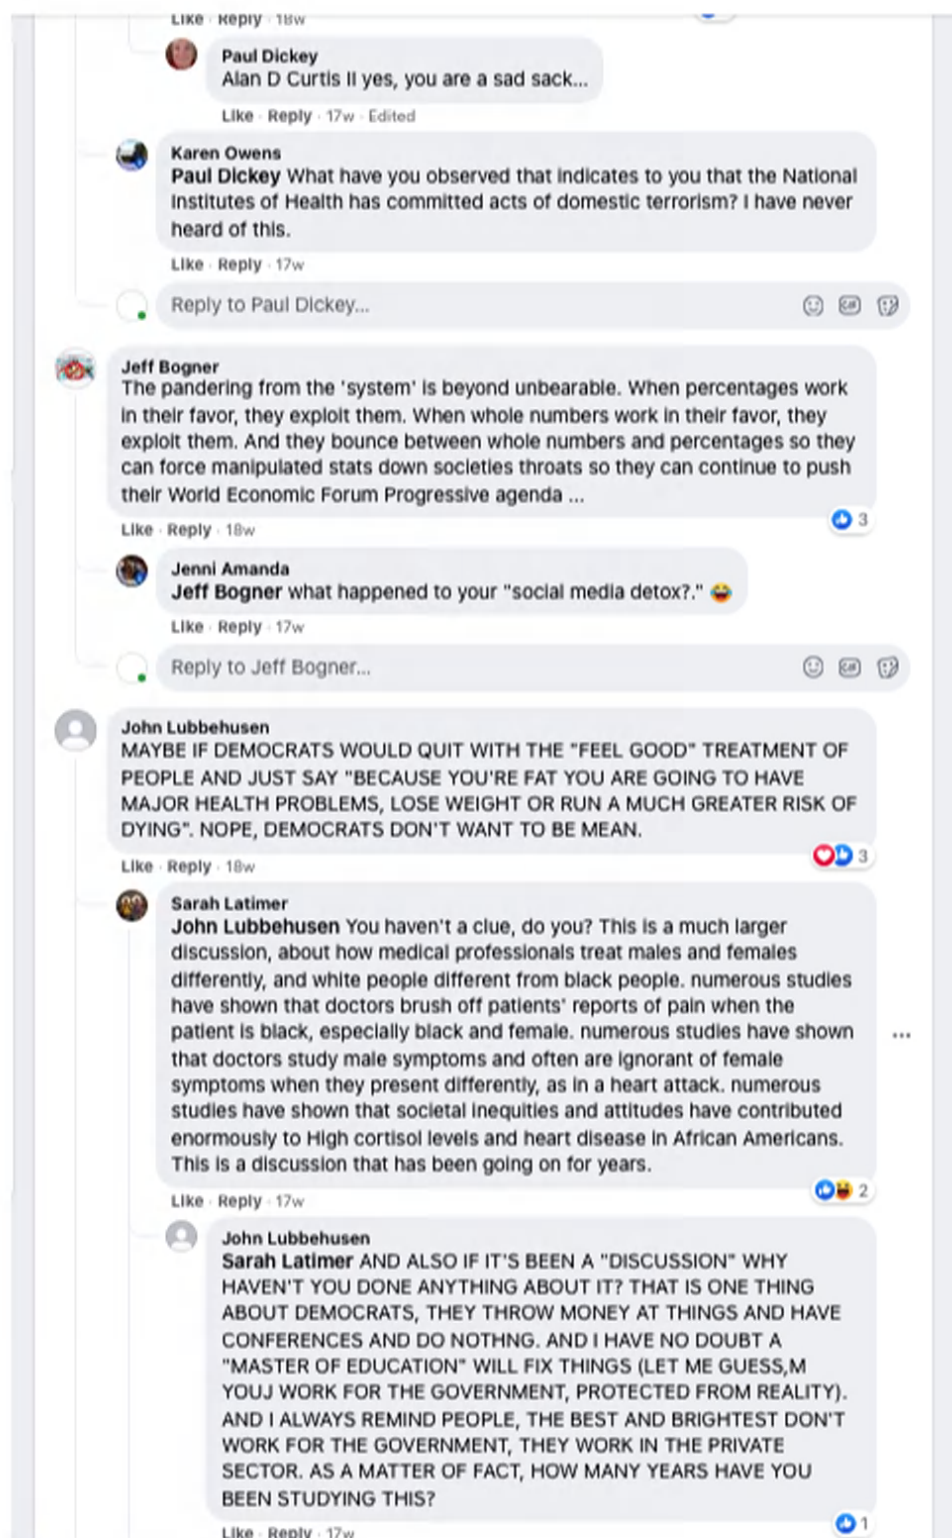 Like · Reply · 18w
Paul Dickey
Alan D Curtis II yes, you are a sad sack...
Like · Reply · 17w · Edited
Karen Owens
Paul Dickey What have you observed that indicates to you that the National
Institutes of Health has committed acts of domestic terrorism? I have never
heard of this.
Like · Reply · 17w
Reply to Paul Dickey...
GIF
Jeff Bogner
The pandering from the 'system' is beyond unbearable. When percentages work
in their favor, they exploit them. When whole numbers work in their favor, they
exploit them. And they bounce between whole numbers and percentages so they
can force manipulated stats down societies throats so they can continue to push
their World Economic Forum Progressive agenda ...
3
Like · Reply · 18w
Jenni Amanda
Jeff Bogner what happened to your "social media detox?." 😂
Like · Reply · 17w
Reply to Jeff Bogner...
GIF
John Lubbehusen
MAYBE IF DEMOCRATS WOULD QUIT WITH THE "FEEL GOOD" TREATMENT OF
PEOPLE AND JUST SAY "BECAUSE YOU'RE FAT YOU ARE GOING TO HAVE
MAJOR HEALTH PROBLEMS, LOSE WEIGHT OR RUN A MUCH GREATER RISK OF
DYING". NOPE, DEMOCRATS DON'T WANT TO BE MEAN.
3
Like · Reply · 18w
Sarah Latimer
John Lubbehusen You haven't a clue, do you? This is a much larger
discussion, about how medical professionals treat males and females
differently, and white people different from black people. numerous studies
have shown that doctors brush off patients' reports of pain when the
patient is black, especially black and female. numerous studies have shown
that doctors study male symptoms and often are ignorant of female
symptoms when they present differently, as in a heart attack. numerous
studies have shown that societal inequities and attitudes have contributed
enormously to High cortisol levels and heart disease in African Americans.
This is a discussion that has been going on for years.
2
Like · Reply · 17w
John Lubbehusen
Sarah Latimer AND ALSO IF IT'S BEEN A "DISCUSSION" WHY
HAVEN'T YOU DONE ANYTHING ABOUT IT? THAT IS ONE THING
ABOUT DEMOCRATS, THEY THROW MONEY AT THINGS AND HAVE
CONFERENCES AND DO NOTHNG. AND I HAVE NO DOUBT A
"MASTER OF EDUCATION" WILL FIX THINGS (LET ME GUESS,M
YOUJ WORK FOR THE GOVERNMENT, PROTECTED FROM REALITY).
AND I ALWAYS REMIND PEOPLE, THE BEST AND BRIGHTEST DON'T
WORK FOR THE GOVERNMENT, THEY WORK IN THE PRIVATE
SECTOR. AS A MATTER OF FACT, HOW MANY YEARS HAVE YOU
BEEN STUDYING THIS?
1
Like · Reply · 17w